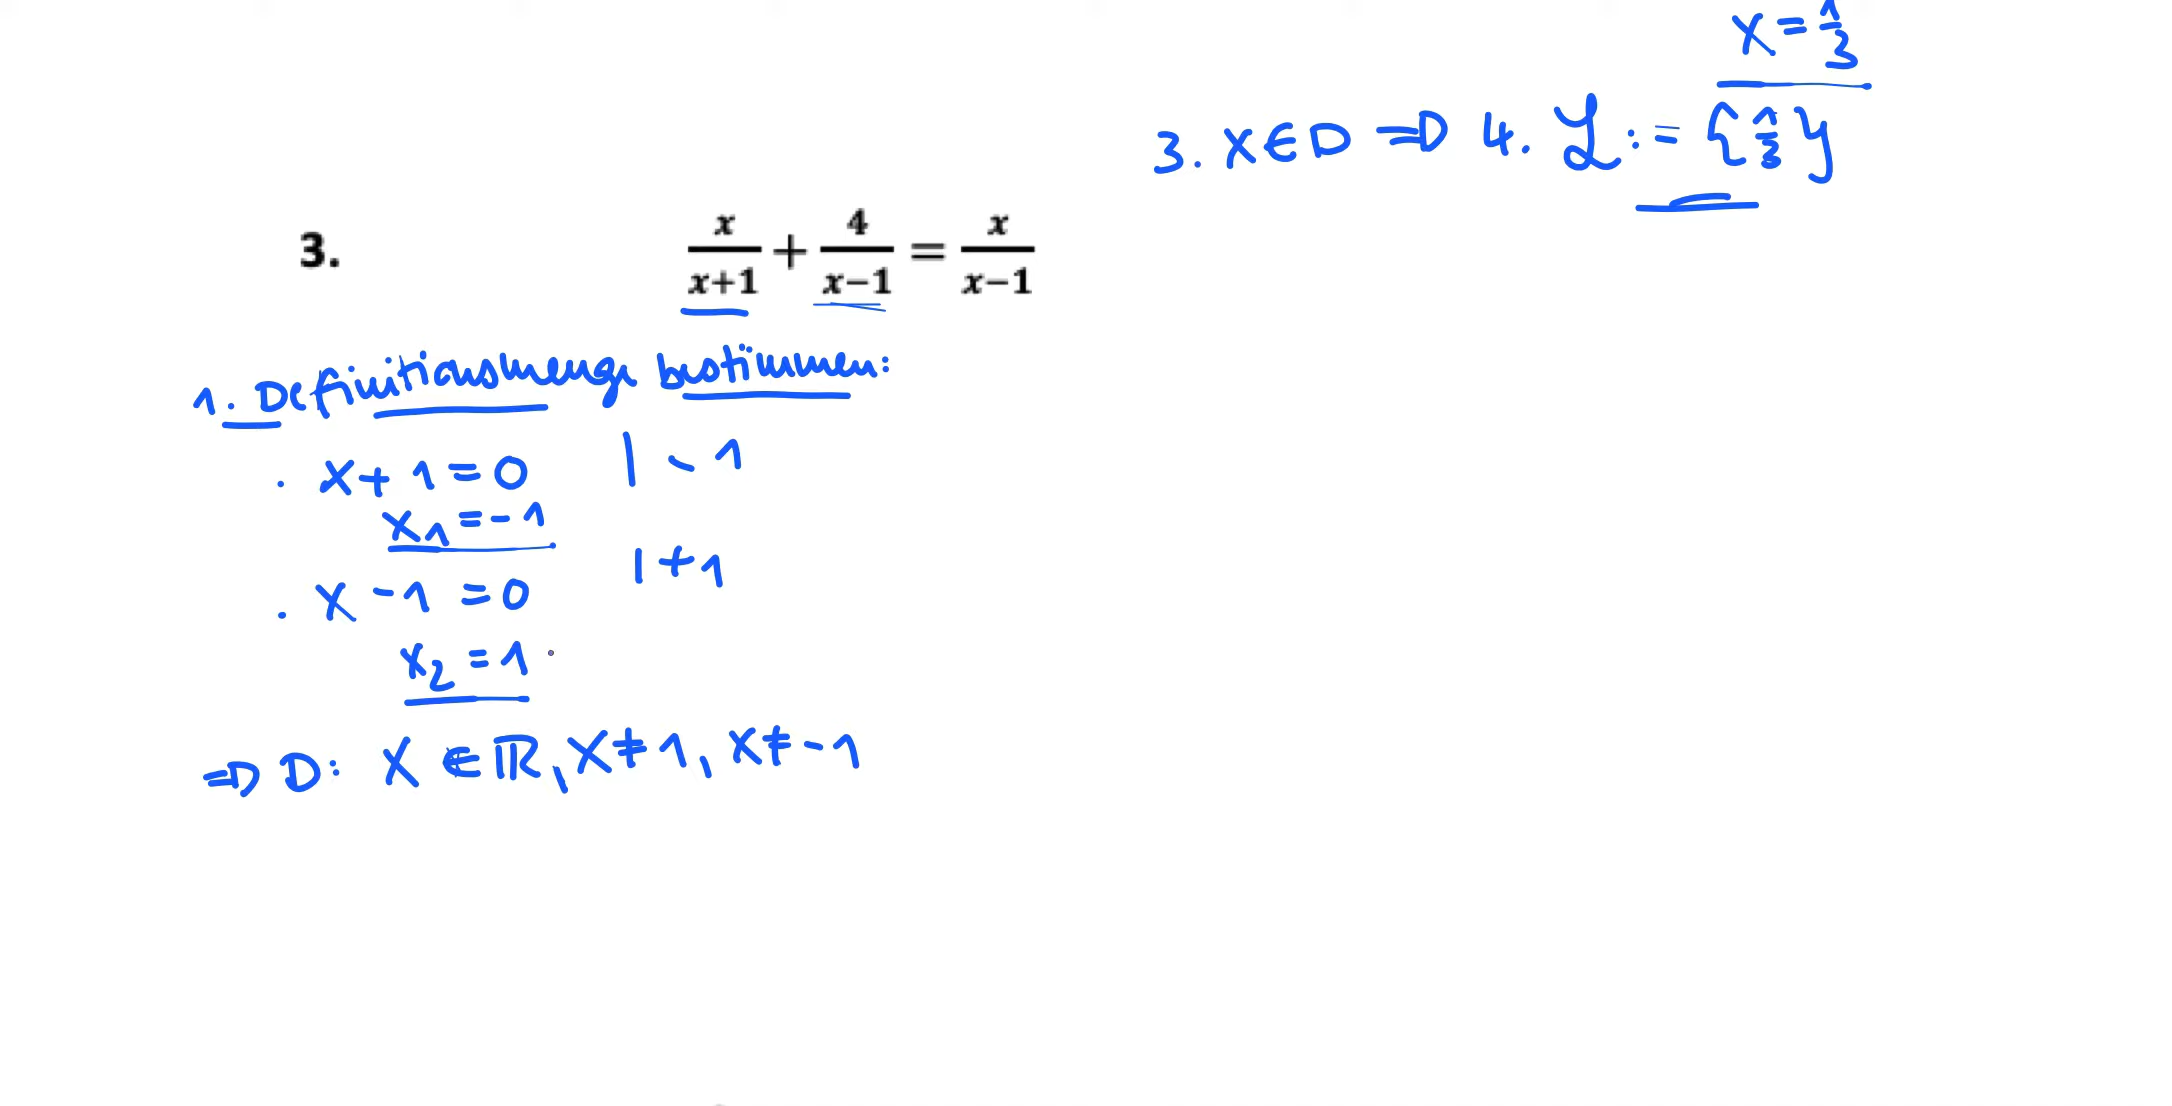 x = 1/3
3. x ∈ D ⇒ 4. L := {1/3}
3. x/(x+1) + 4/(x−1) = x/(x−1)
1. Definitionsmenge bestimmen:
· x + 1 = 0 | - 1
x₁ = - 1
· x - 1 = 0 | + 1
x₂ = 1
⇒ D: x ∈ ℝ, x ≠ 1, x ≠ - 1